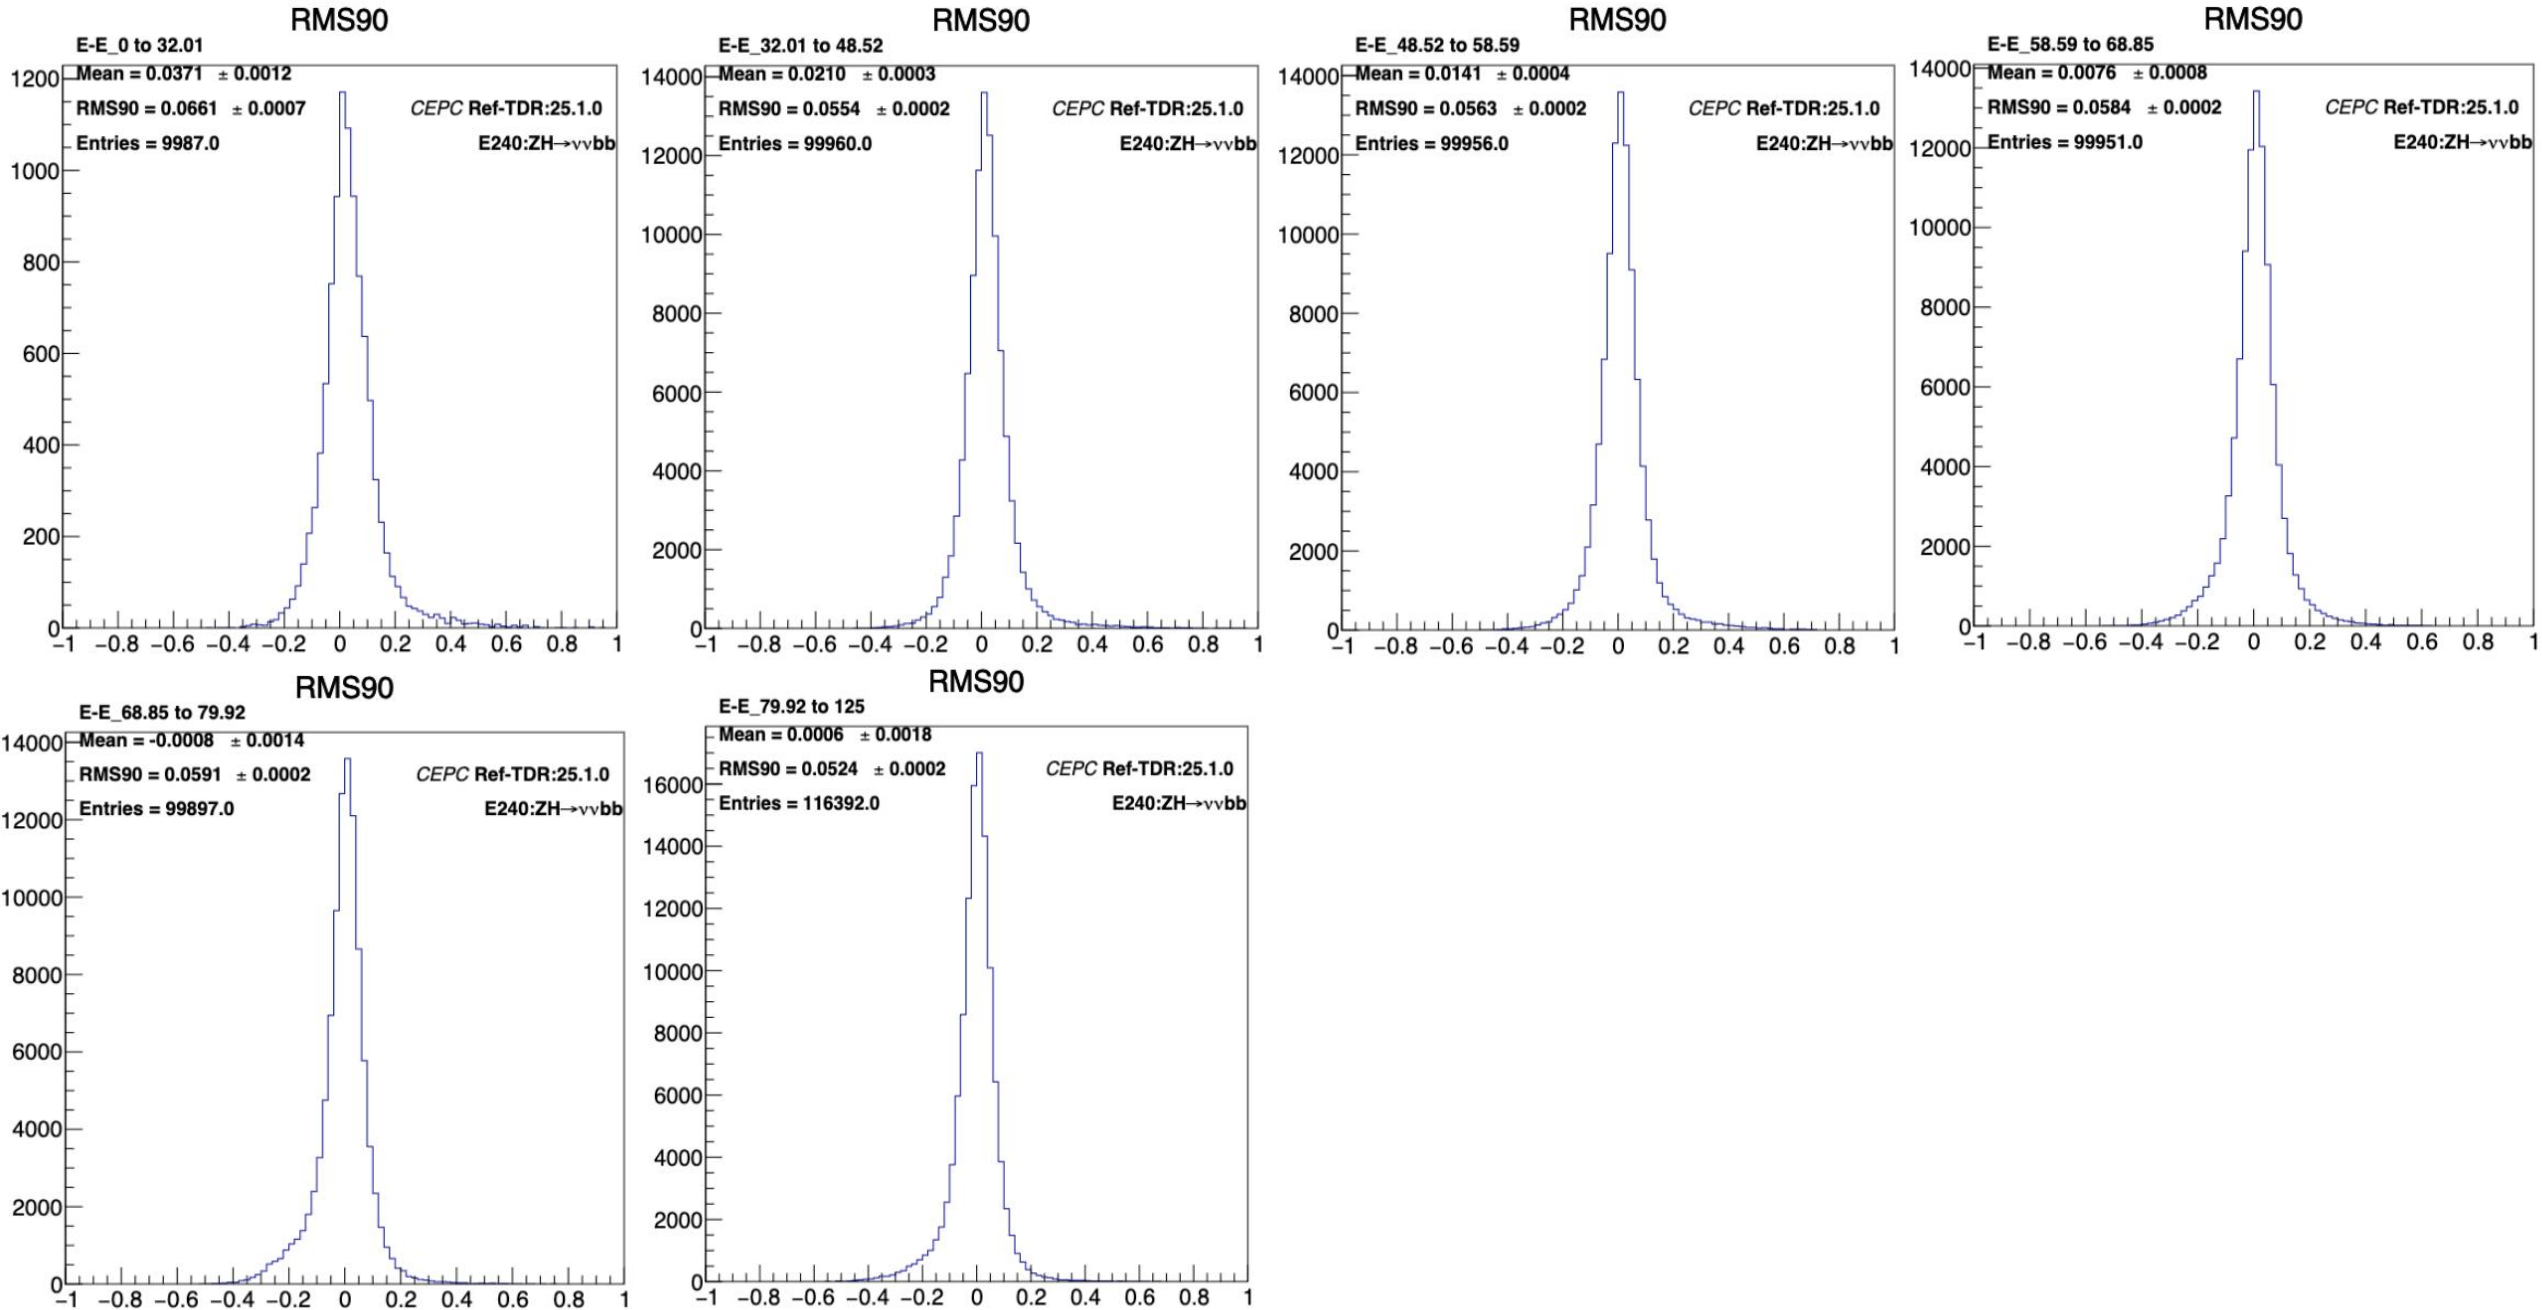 RMS90
E-E_0 to 32.01
Mean = 0.0371 ± 0.0012
RMS90 = 0.0661 ± 0.0007
Entries = 9987.0
CEPC Ref-TDR:25.1.0
E240:ZH→ννbb
1200
1000
800
600
400
200
0
−1 −0.8 −0.6 −0.4 −0.2 0 0.2 0.4 0.6 0.8 1
RMS90
E-E_32.01 to 48.52
Mean = 0.0210 ± 0.0003
RMS90 = 0.0554 ± 0.0002
Entries = 99960.0
CEPC Ref-TDR:25.1.0
E240:ZH→ννbb
14000
12000
10000
8000
6000
4000
2000
0
−1 −0.8 −0.6 −0.4 −0.2 0 0.2 0.4 0.6 0.8 1
RMS90
E-E_48.52 to 58.59
Mean = 0.0141 ± 0.0004
RMS90 = 0.0563 ± 0.0002
Entries = 99956.0
CEPC Ref-TDR:25.1.0
E240:ZH→ννbb
14000
12000
10000
8000
6000
4000
2000
0
−1 −0.8 −0.6 −0.4 −0.2 0 0.2 0.4 0.6 0.8 1
RMS90
E-E_58.59 to 68.85
Mean = 0.0076 ± 0.0008
RMS90 = 0.0584 ± 0.0002
Entries = 99951.0
CEPC Ref-TDR:25.1.0
E240:ZH→ννbb
14000
12000
10000
8000
6000
4000
2000
0
−1 −0.8 −0.6 −0.4 −0.2 0 0.2 0.4 0.6 0.8 1
RMS90
E-E_68.85 to 79.92
Mean = -0.0008 ± 0.0014
RMS90 = 0.0591 ± 0.0002
Entries = 99897.0
CEPC Ref-TDR:25.1.0
E240:ZH→ννbb
14000
12000
10000
8000
6000
4000
2000
0
−1 −0.8 −0.6 −0.4 −0.2 0 0.2 0.4 0.6 0.8 1
RMS90
E-E_79.92 to 125
Mean = 0.0006 ± 0.0018
RMS90 = 0.0524 ± 0.0002
Entries = 116392.0
CEPC Ref-TDR:25.1.0
E240:ZH→ννbb
16000
14000
12000
10000
8000
6000
4000
2000
0
−1 −0.8 −0.6 −0.4 −0.2 0 0.2 0.4 0.6 0.8 1